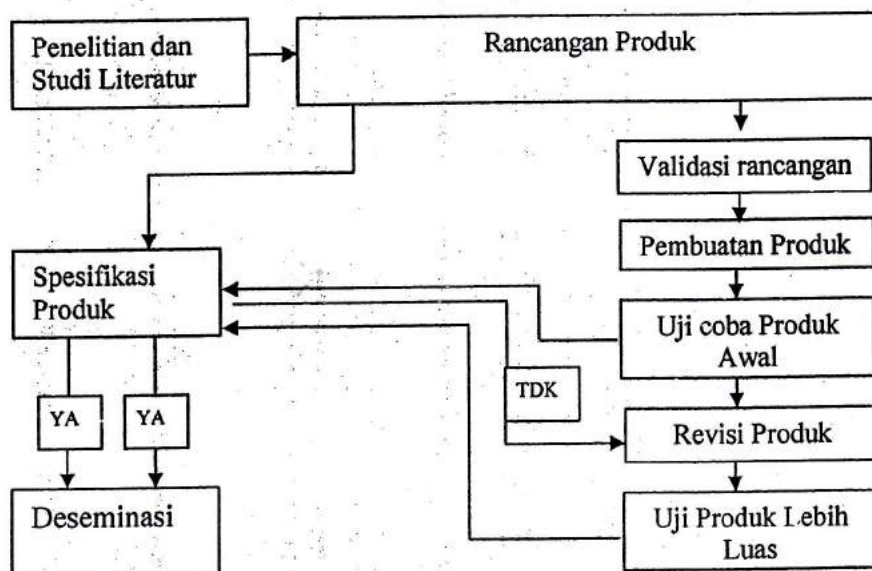 Penelitian dan
Studi Literatur
Rancangan Produk
Validasi rancangan
Pembuatan Produk
Spesifikasi
Produk
Uji coba Produk
Awal
TDK
YA
YA
Revisi Produk
Deseminasi
Uji Produk Lebih
Luas